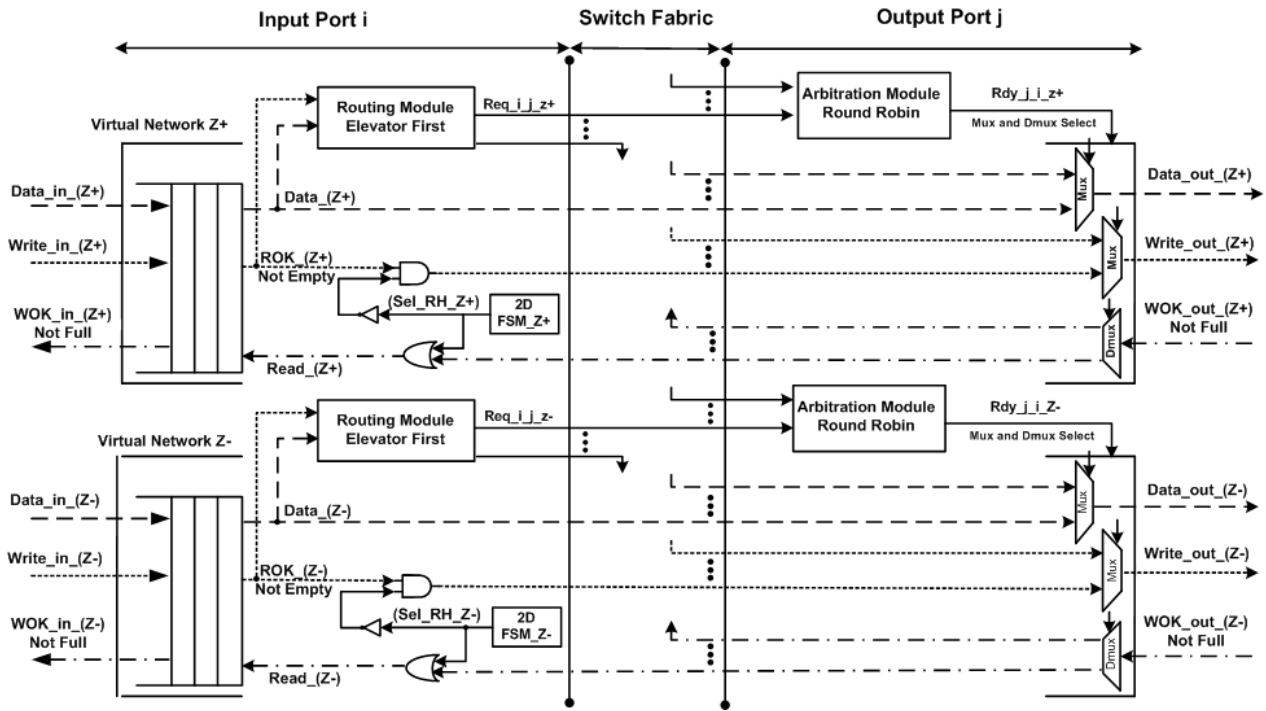 Input Port i
Switch Fabric
Output Port j
Routing Module
Elevator First
Req_i_j_z+
Arbitration Module
Round Robin
Rdy_j_i_z+
Mux and Dmux Select
Virtual Network Z+
Data_in_(Z+)
Data_(Z+)
Mux
Data_out_(Z+)
Write_in_(Z+)
ROK_(Z+)
Not Empty
Mux
Write_out_(Z+)
(Sel_RH_Z+)
2D
FSM_Z+
WOK_in_(Z+)
Not Full
Read_(Z+)
Dmux
WOK_out_(Z+)
Not Full
Routing Module
Elevator First
Req_i_j_z-
Arbitration Module
Round Robin
Rdy_j_i_Z-
Mux and Dmux Select
Virtual Network Z-
Data_in_(Z-)
Data_(Z-)
Mux
Data_out_(Z-)
Write_in_(Z-)
ROK_(Z-)
Not Empty
Mux
Write_out_(Z-)
(Sel_RH_Z-)
2D
FSM_Z-
WOK_in_(Z-)
Not Full
Read_(Z-)
Dmux
WOK_out_(Z-)
Not Full